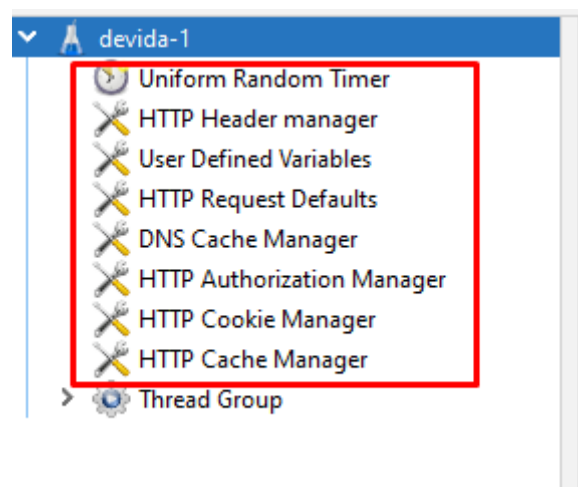 devida-1
Uniform Random Timer
HTTP Header manager
User Defined Variables
HTTP Request Defaults
DNS Cache Manager
HTTP Authorization Manager
HTTP Cookie Manager
HTTP Cache Manager
Thread Group